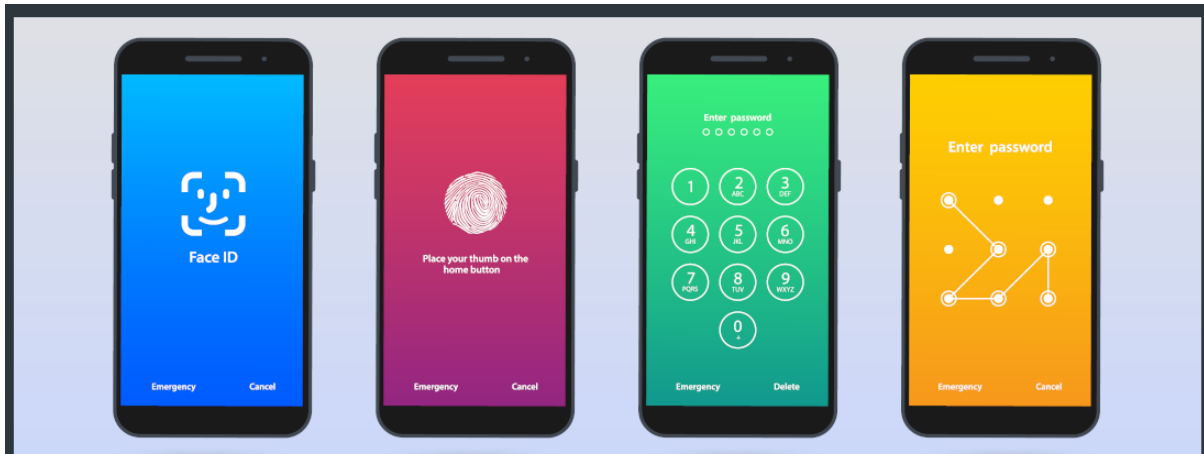 Face ID
Emergency Cancel
Place your thumb on the
home button
Emergency Cancel
Enter password
1 2 3
ABC DEF
4 5 6
GHI JKL MNO
7 8 9
PQRS TUV WXYZ
0
+
Emergency Delete
Enter password
Emergency Cancel